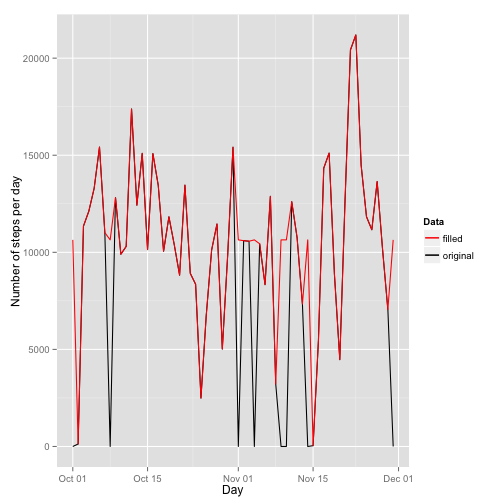 Number of steps per day
20000
15000
10000
5000
0
Oct 01
Oct 15
Nov 01
Nov 15
Dec 01
Day
Data
filled
original